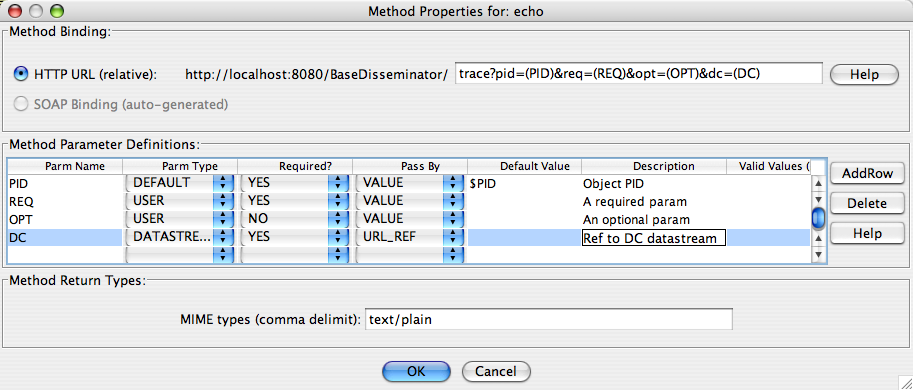 Method Properties for: echo
Method Binding:
HTTP URL (relative): http://localhost:8080/BaseDisseminator/ trace?pid=(PID)&req=(REQ)&opt=(OPT)&dc=(DC) Help
SOAP Binding (auto-generated)
Method Parameter Definitions:
Parm Name Parm Type Required? Pass By Default Value Description Valid Values (
PID DEFAULT YES VALUE $PID Object PID
REQ USER YES VALUE A required param
OPT USER NO VALUE An optional param
DC DATASTRE... YES URL_REF Ref to DC datastream
AddRow
Delete
Help
Method Return Types:
MIME types (comma delimit): text/plain
OK Cancel